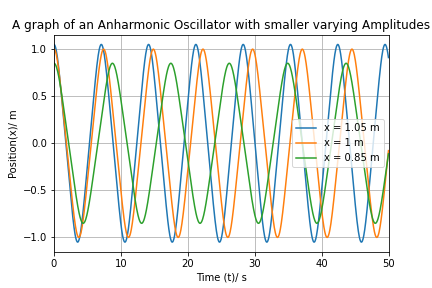 A graph of an Anharmonic Oscillator with smaller varying Amplitudes
1.0
0.5
0.0
−0.5
−1.0
Position(x)/ m
x = 1.05 m
x = 1 m
x = 0.85 m
0 10 20 30 40 50
Time (t)/ s